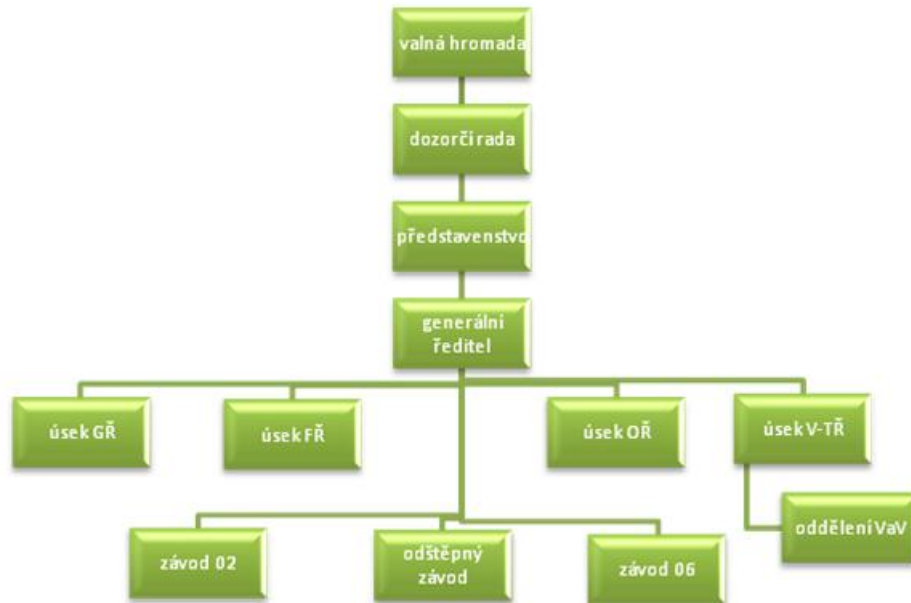 valná hromada
dozorčí rada
představenstvo
generální
ředitel
úsek GŘ
úsek FŘ
úsek OŘ
úsek V-TŘ
oddělení VaV
závod 02
odštěpný
závod
závod 06